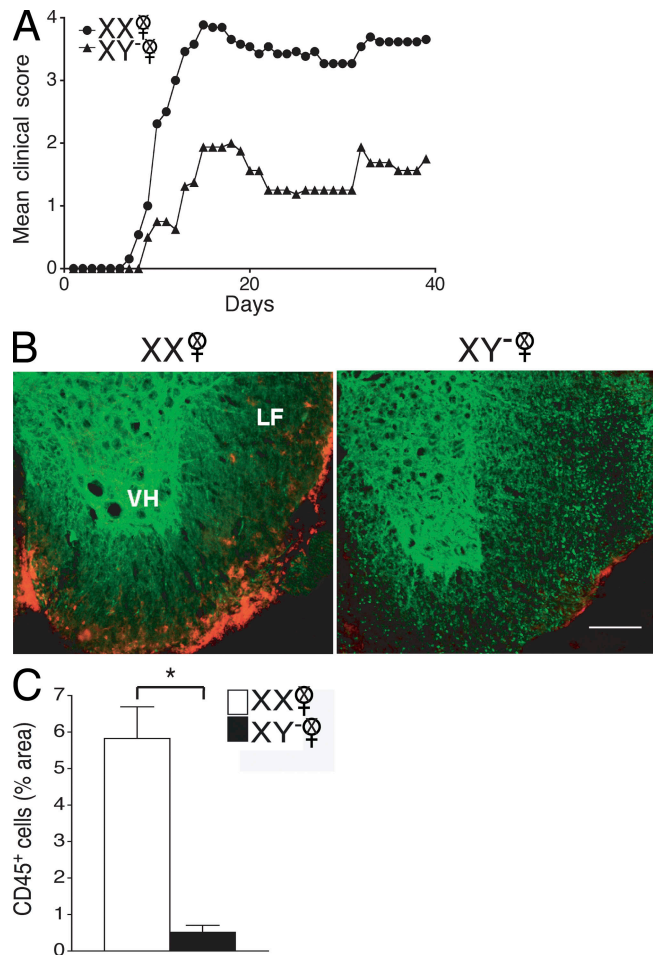 A
XX♀
XY⁻♀
Mean clinical score
4
3
2
1
0
0 20 40
Days
B
XX♀ XY⁻♀
LF
VH
C
*
XX♀
XY⁻♀
CD45⁺ cells (% area)
7
6
5
4
3
2
1
0